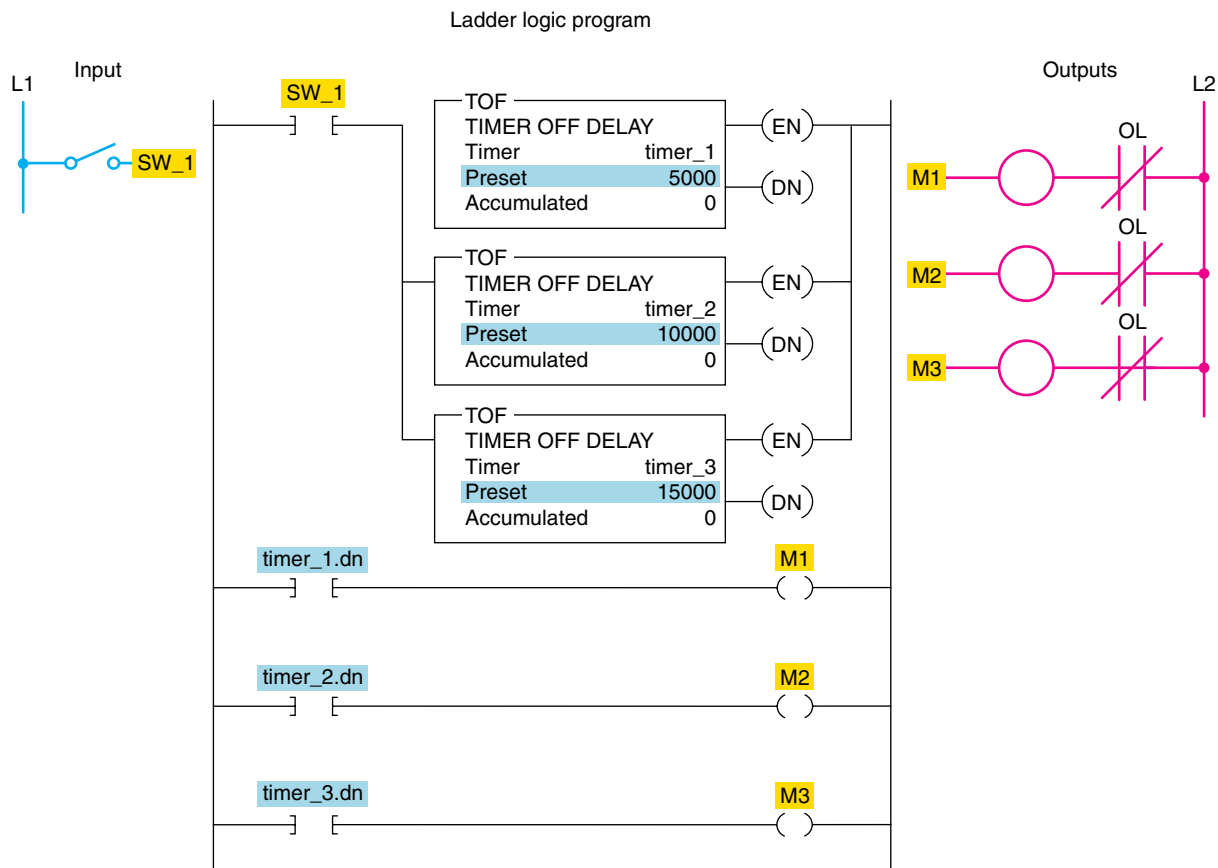 Ladder logic program
Input
Outputs
L1
L2
SW_1
SW_1
TOF
TIMER OFF DELAY
Timer timer_1
Preset 5000
Accumulated 0
EN
DN
TOF
TIMER OFF DELAY
Timer timer_2
Preset 10000
Accumulated 0
EN
DN
TOF
TIMER OFF DELAY
Timer timer_3
Preset 15000
Accumulated 0
EN
DN
OL
M1
OL
M2
OL
M3
timer_1.dn
M1
timer_2.dn
M2
timer_3.dn
M3